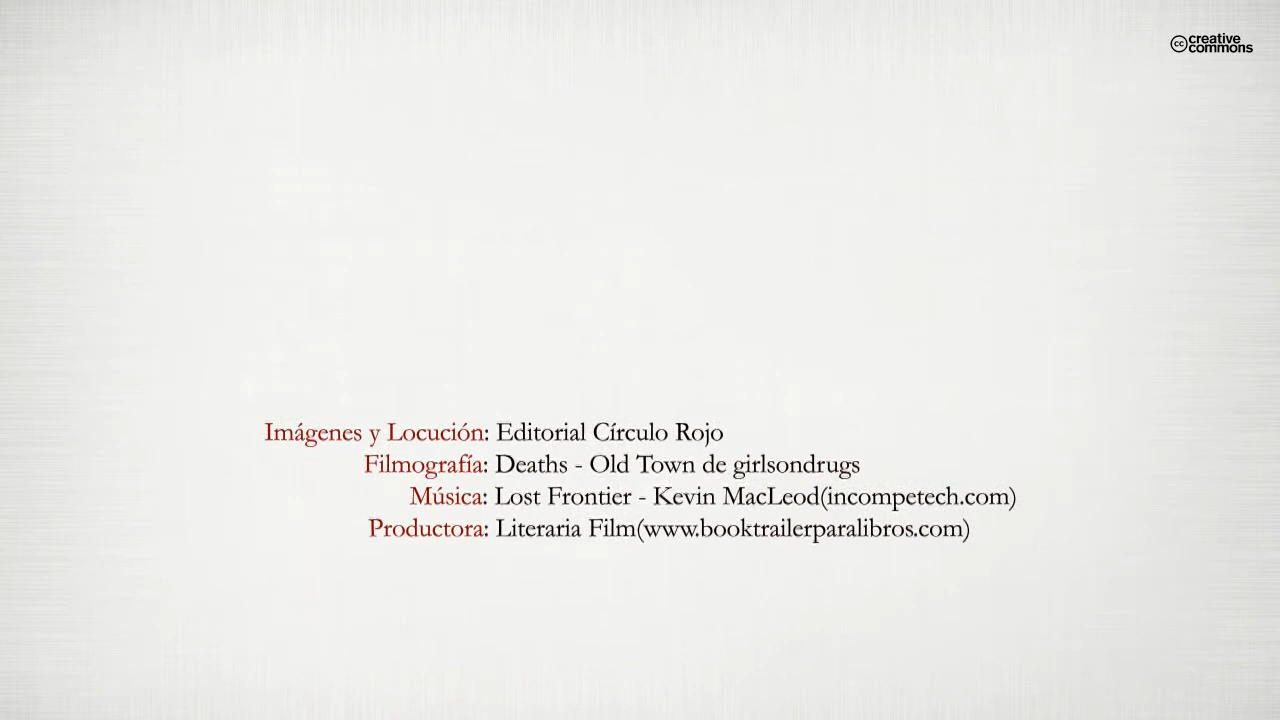 cc creative
commons
Imágenes y Locución: Editorial Círculo Rojo
Filmografía: Deaths - Old Town de girlsondrugs
Música: Lost Frontier - Kevin MacLeod(incompetech.com)
Productora: Literaria Film(www.booktrailerparalibros.com)